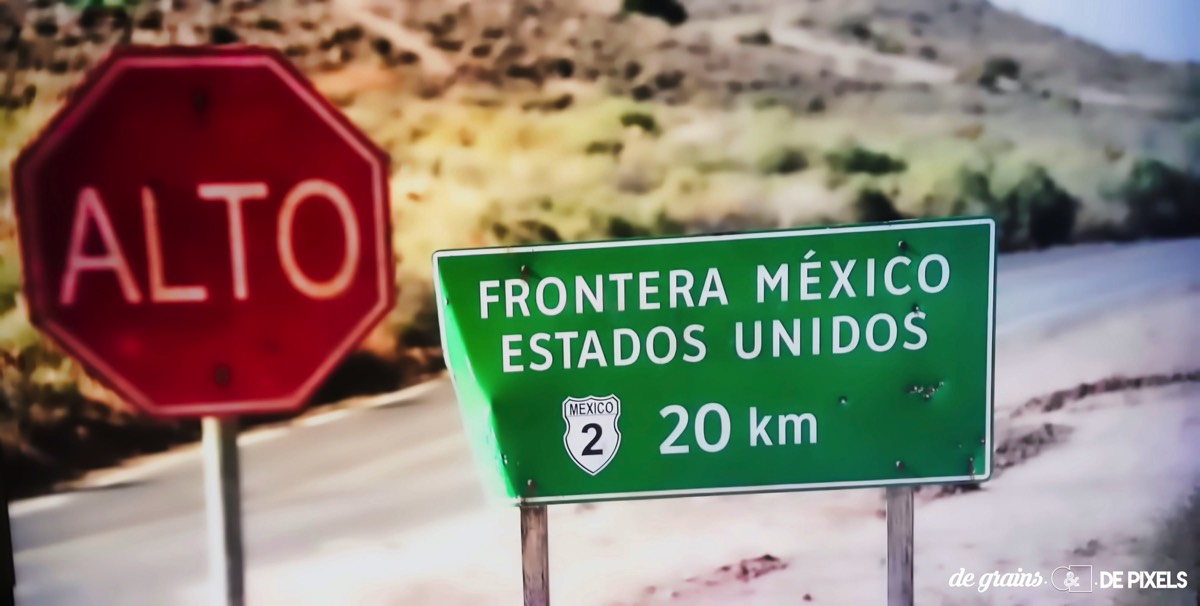 ALTO
FRONTERA MÉXICO
ESTADOS UNIDOS
MEXICO
2
20 km
de grains & DE PIXELS